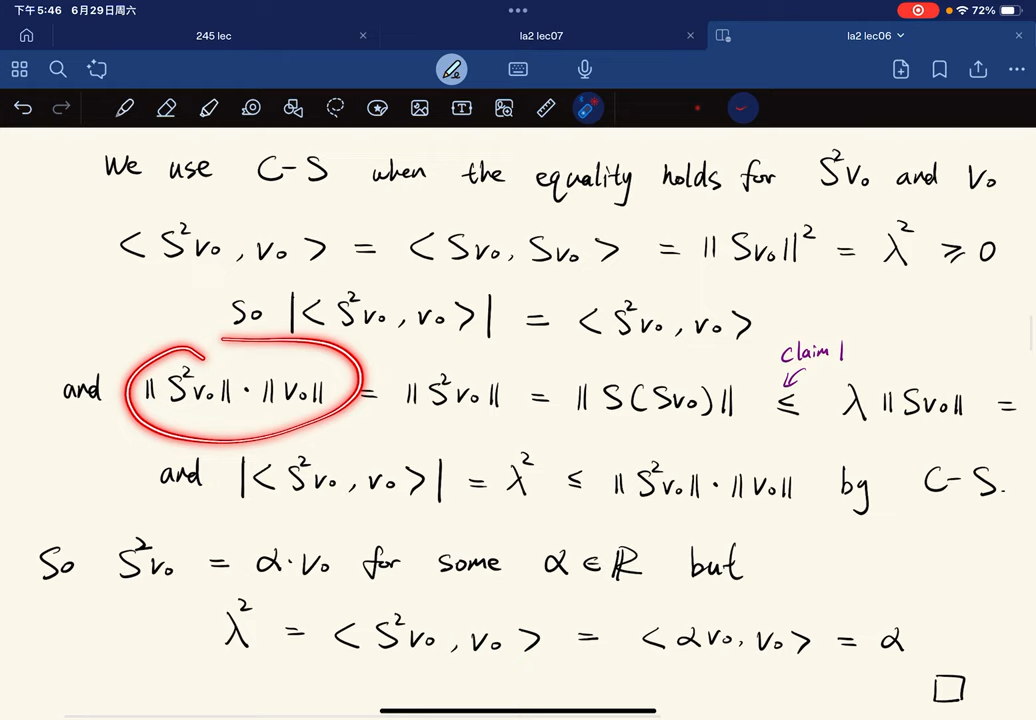 下午5:46 6月29日周六
72%
245 lec
la2 lec07
la2 lec06
We use C-S when the equality holds for S²v₀ and v₀
< S²v₀ , v₀ > = < Sv₀, Sv₀ > = ‖ Sv₀‖² = λ² ⩾ 0
So |< S²v₀ , v₀ >| = < S²v₀ , v₀ >
claim 1
and ‖ S²v₀‖ · ‖ v₀‖ = ‖ S²v₀ ‖ = ‖ S(Sv₀) ‖ ≤ λ ‖ Sv₀‖ =
and |< S²v₀ , v₀ >| = λ² ≤ ‖ S²v₀‖ · ‖ v₀‖ by C-S.
So S²v₀ = α · v₀ for some α ∈ ℝ but
λ² = < S²v₀ , v₀ > = < αv₀, v₀ > = α
□